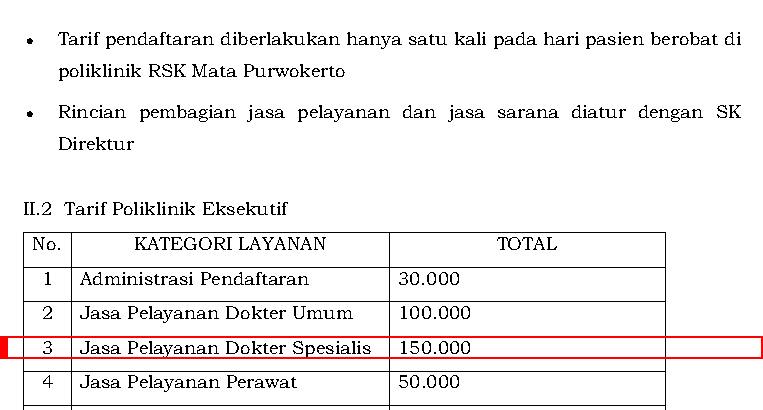 • Tarif pendaftaran diberlakukan hanya satu kali pada hari pasien berobat di
poliklinik RSK Mata Purwokerto
• Rincian pembagian jasa pelayanan dan jasa sarana diatur dengan SK
Direktur
II.2 Tarif Poliklinik Eksekutif
No. KATEGORI LAYANAN TOTAL
1 Administrasi Pendaftaran 30.000
2 Jasa Pelayanan Dokter Umum 100.000
3 Jasa Pelayanan Dokter Spesialis 150.000
4 Jasa Pelayanan Perawat 50.000